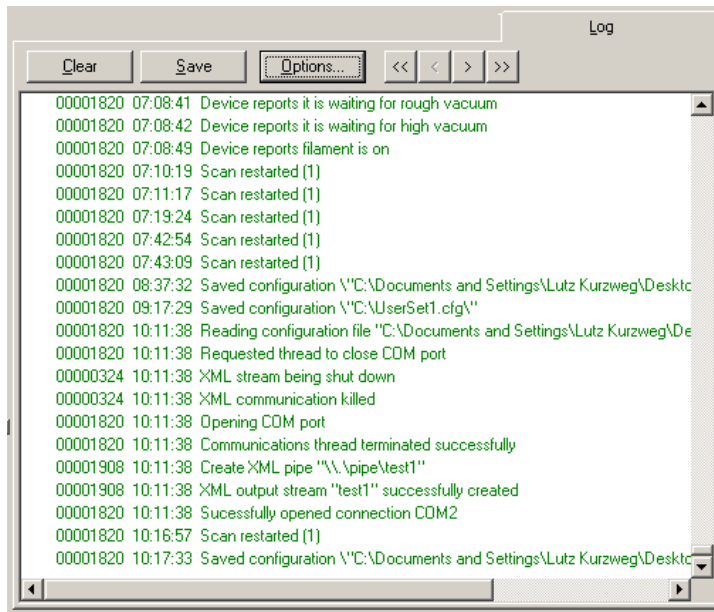 Log
Clear Save Options... << < > >>
00001820 07:08:41 Device reports it is waiting for rough vacuum
00001820 07:08:42 Device reports it is waiting for high vacuum
00001820 07:08:49 Device reports filament is on
00001820 07:10:19 Scan restarted (1)
00001820 07:11:17 Scan restarted (1)
00001820 07:19:24 Scan restarted (1)
00001820 07:42:54 Scan restarted (1)
00001820 07:43:09 Scan restarted (1)
00001820 08:37:32 Saved configuration \"C:\Documents and Settings\Lutz Kurzweg\Deskto
00001820 09:17:29 Saved configuration \"C:\UserSet1.cfg\"
00001820 10:11:38 Reading configuration file "C:\Documents and Settings\Lutz Kurzweg\De
00001820 10:11:38 Requested thread to close COM port
00000324 10:11:38 XML stream being shut down
00000324 10:11:38 XML communication killed
00001820 10:11:38 Opening COM port
00001820 10:11:38 Communications thread terminated successfully
00001908 10:11:38 Create XML pipe "\\.\pipe\test1"
00001908 10:11:38 XML output stream "test1" successfully created
00001820 10:11:38 Sucessfully opened connection COM2
00001820 10:16:57 Scan restarted (1)
00001820 10:17:33 Saved configuration \"C:\Documents and Settings\Lutz Kurzweg\Deskto